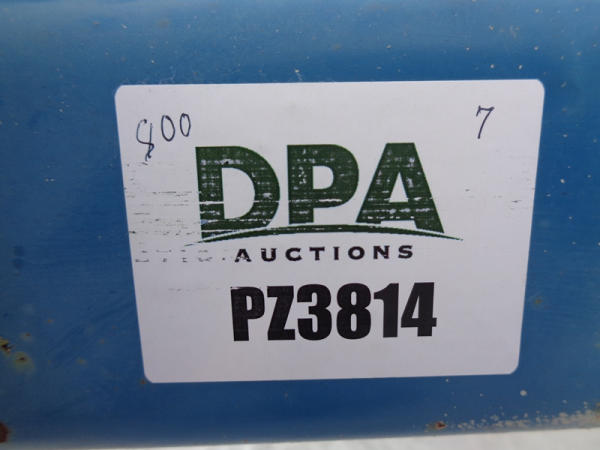 800 7
DPA
AUCTIONS
PZ3814